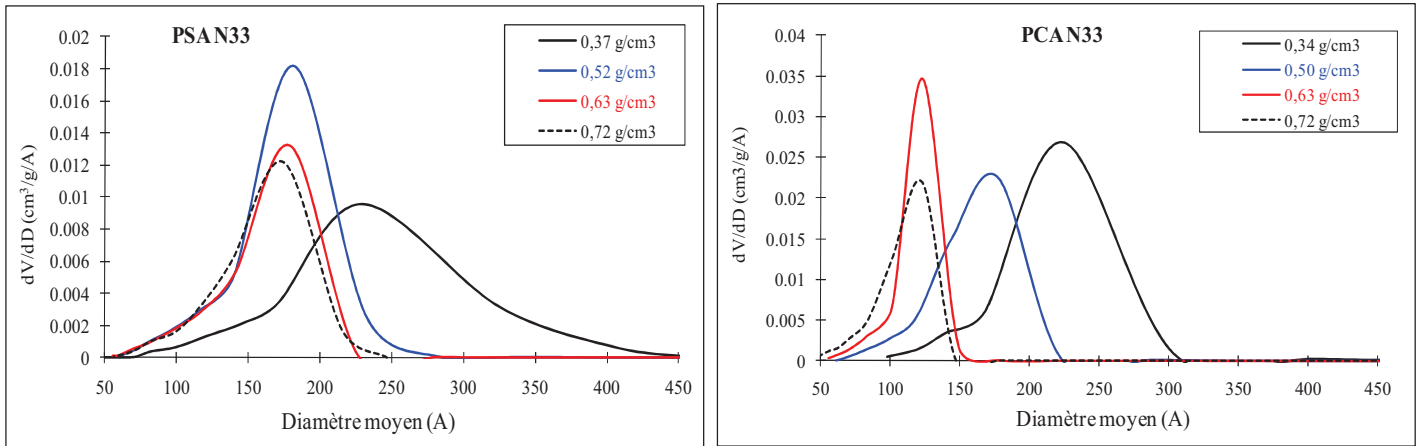 PSAN33
0,37 g/cm3
0,52 g/cm3
0,63 g/cm3
0,72 g/cm3
dV/dD (cm³/g/A)
0.02
0.018
0.016
0.014
0.012
0.01
0.008
0.006
0.004
0.002
0
50 100 150 200 250 300 350 400 450
Diamètre moyen (A)
PCAN33
0,34 g/cm3
0,50 g/cm3
0,63 g/cm3
0,72 g/cm3
dV/dD (cm3/g/A)
0.04
0.035
0.03
0.025
0.02
0.015
0.01
0.005
0
50 100 150 200 250 300 350 400 450
Diamètre moyen (A)